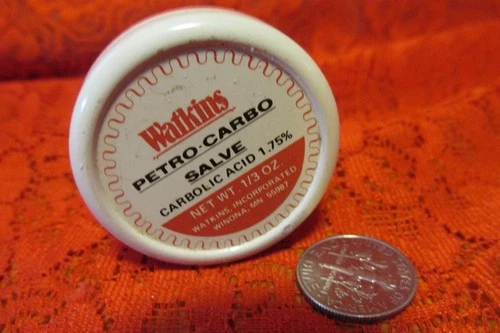 Watkins
PETRO-CARBO
SALVE
CARBOLIC ACID 1.75%
NET WT. 1/3 OZ.
WATKINS, INCORPORATED
WINONA, MN 55987